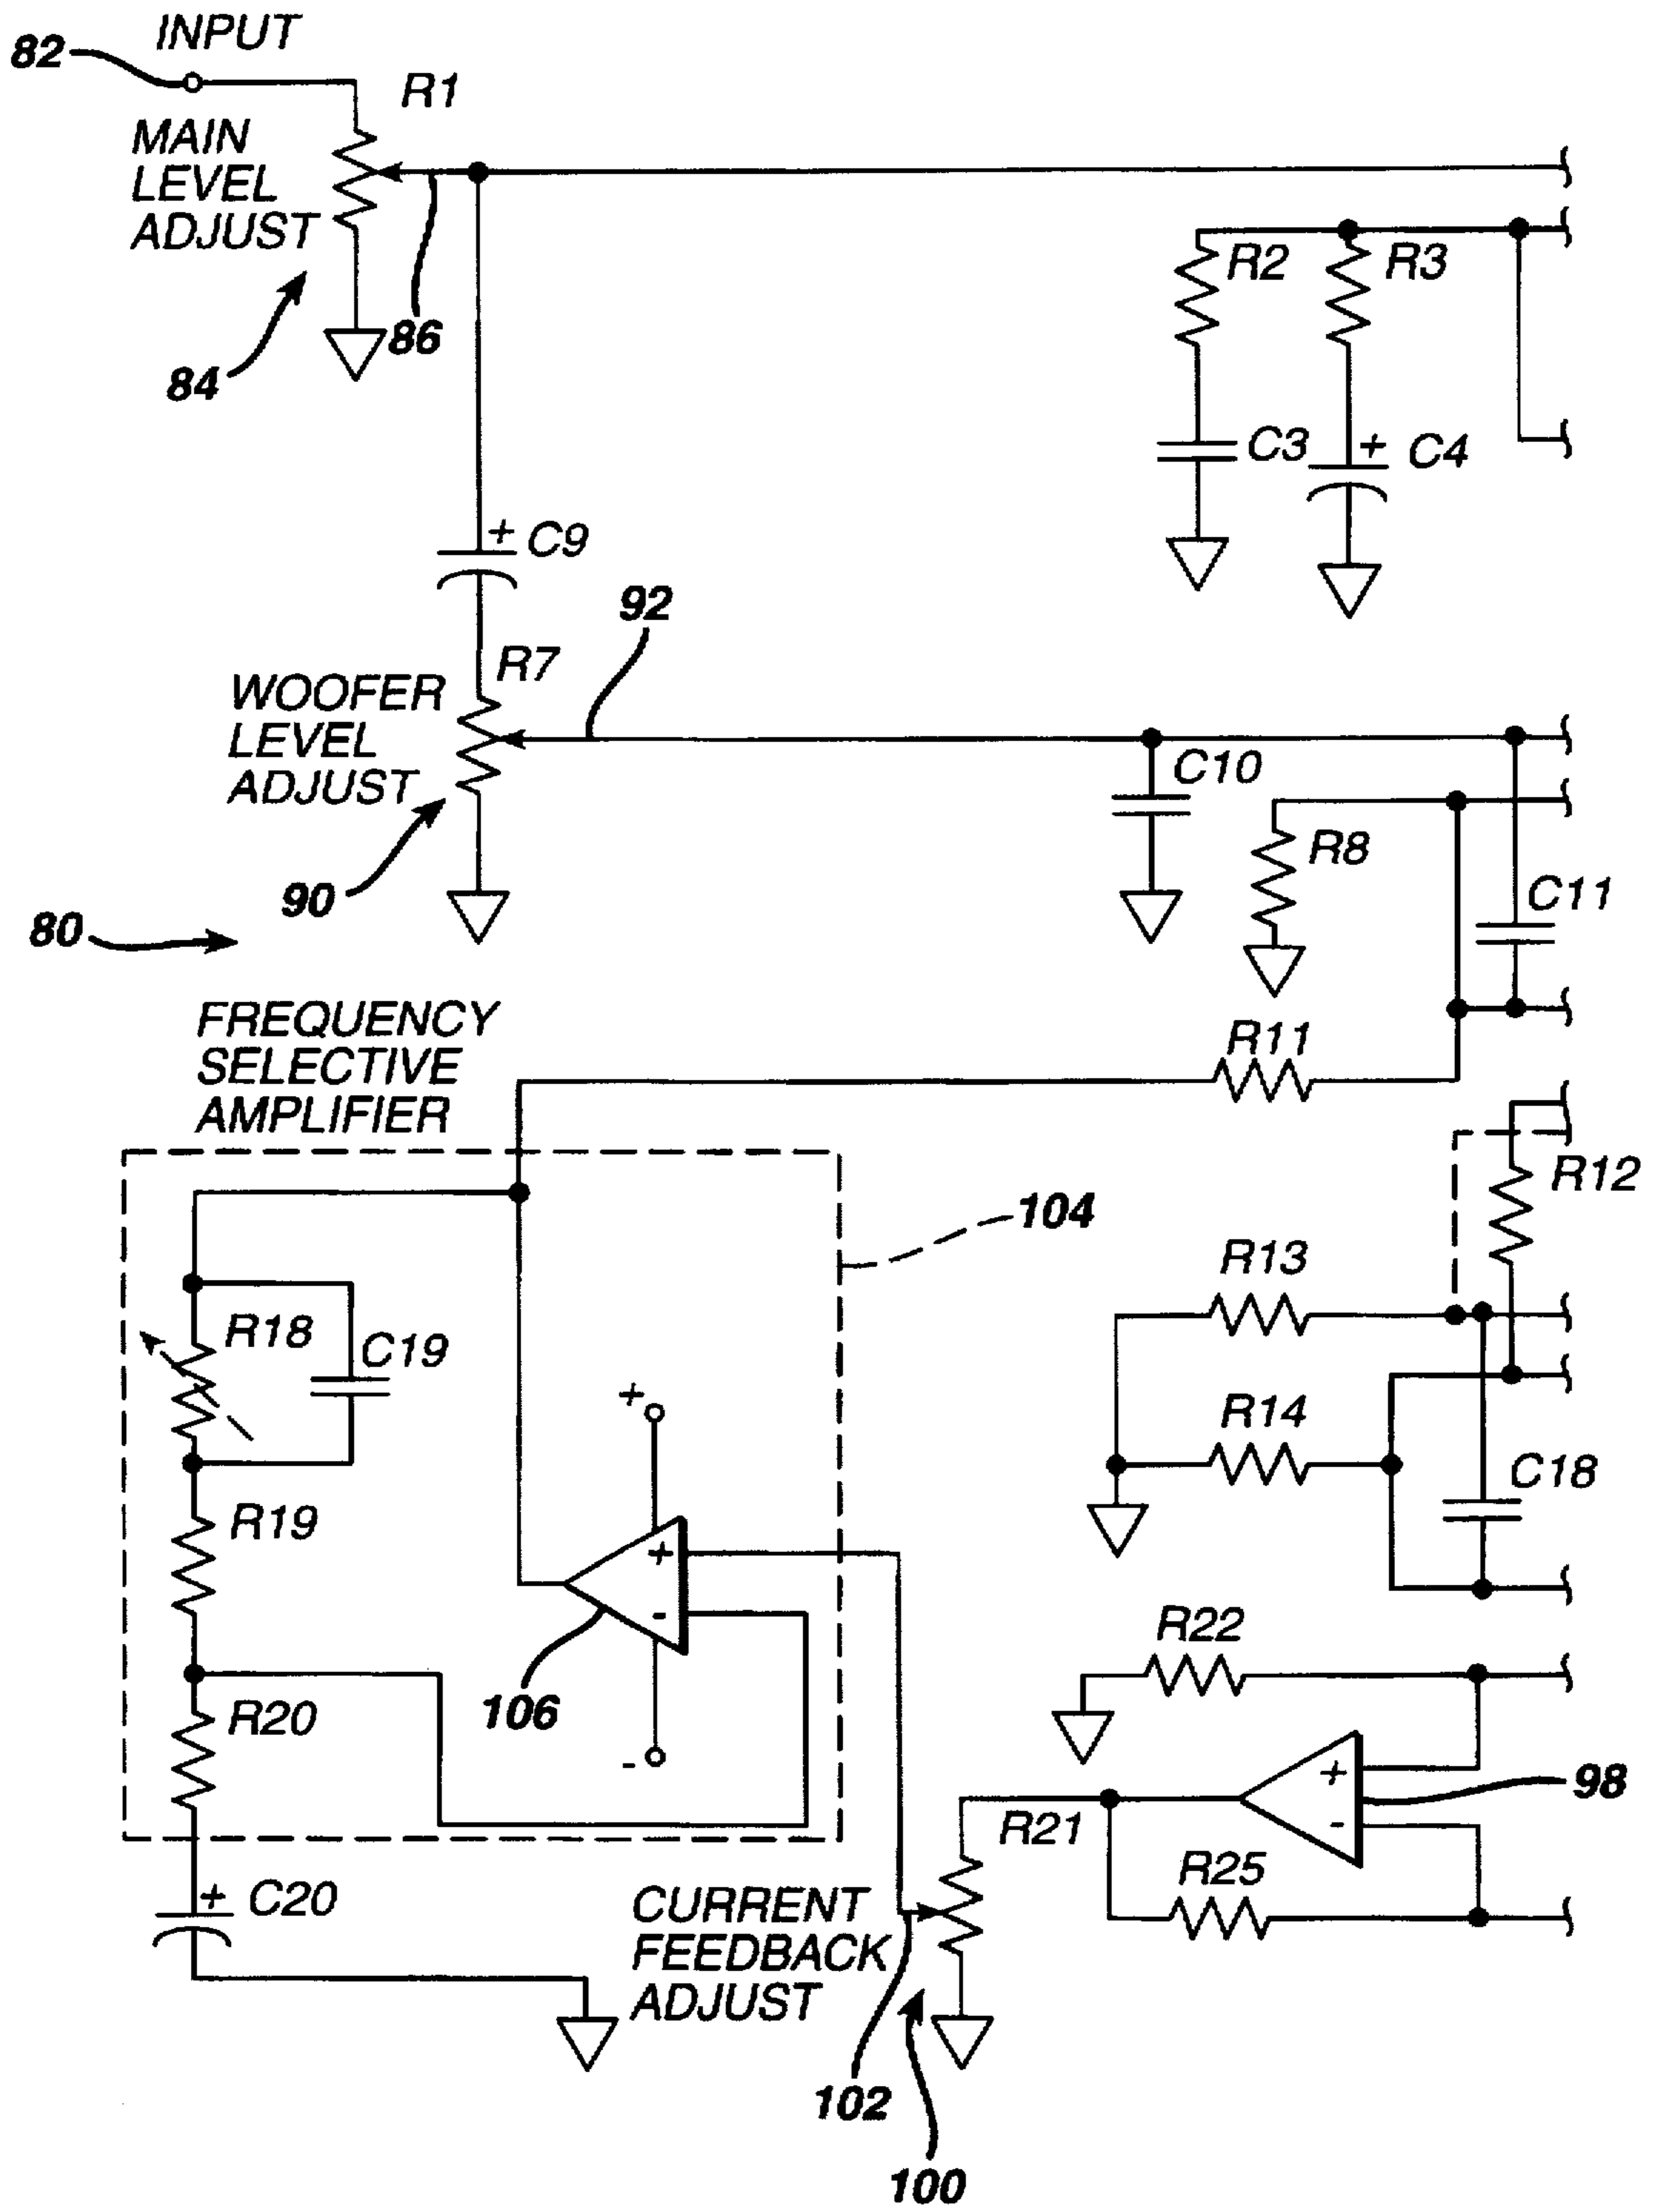 INPUT
82
R1
MAIN
LEVEL
ADJUST
84
86
R2
R3
C3
+
C4
+
C9
92
R7
WOOFER
LEVEL
ADJUST
90
80
C10
R8
C11
FREQUENCY
SELECTIVE
AMPLIFIER
R11
104
R12
R13
R18
C19
R14
+
C18
R19
+
-
106
R22
R20
-
+
98
-
R21
R25
+
C20
CURRENT
FEEDBACK
ADJUST
102
100